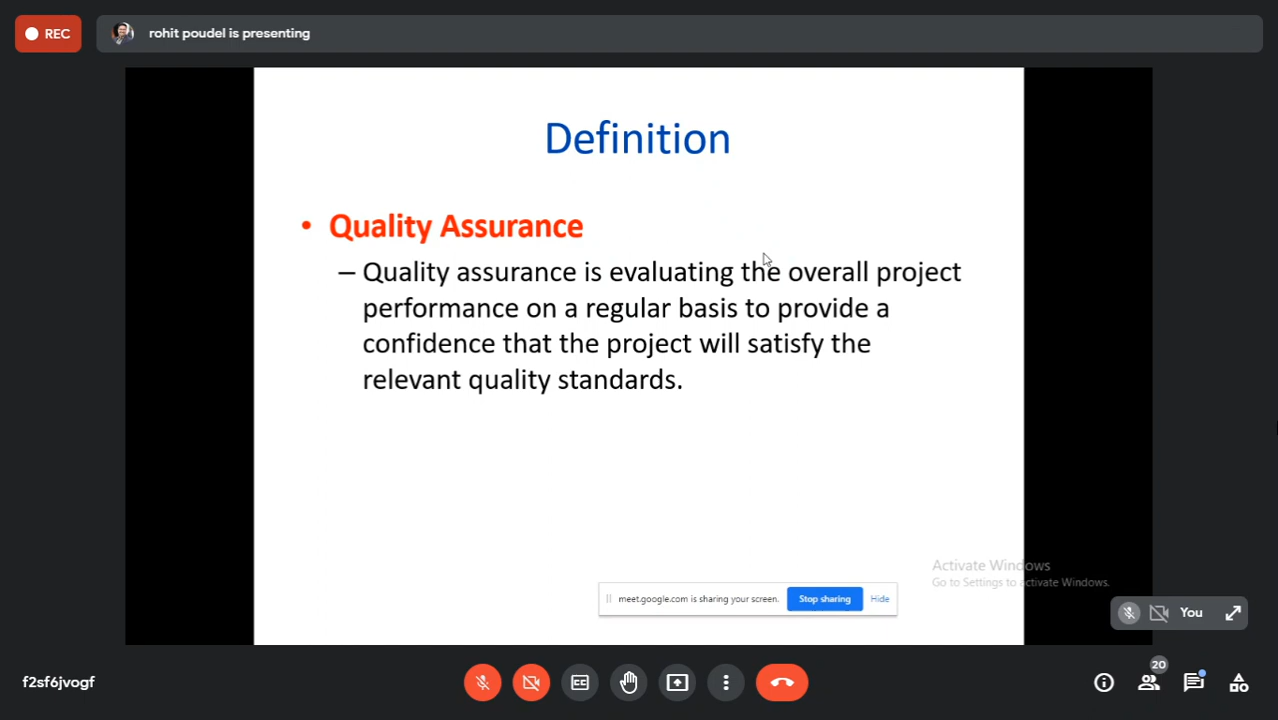 REC
rohit poudel is presenting
Definition
• Quality Assurance
– Quality assurance is evaluating the overall project
performance on a regular basis to provide a
confidence that the project will satisfy the
relevant quality standards.
Activate Windows
Go to Settings to activate Windows.
meet.google.com is sharing your screen.
Stop sharing
Hide
You
f2sf6jvogf
CC
20